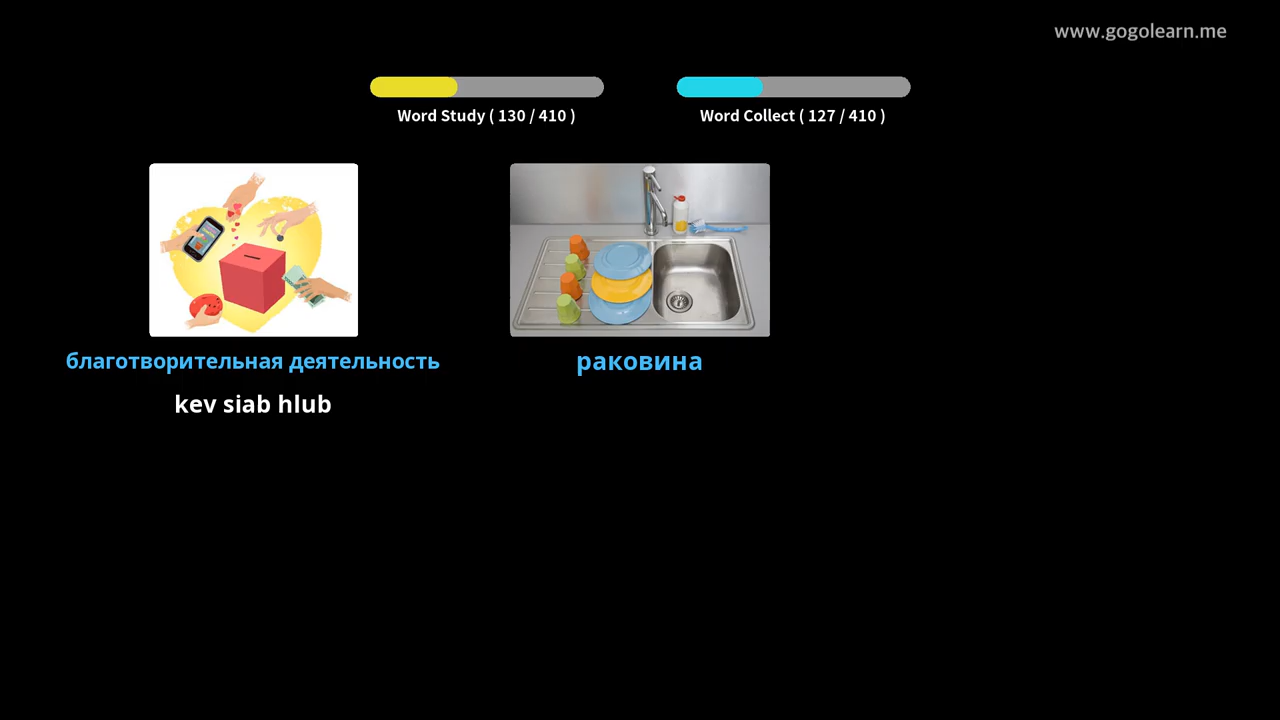 www.gogolearn.me
Word Study ( 130 / 410 )
Word Collect ( 127 / 410 )
благотворительная деятельность
раковина
kev siab hlub